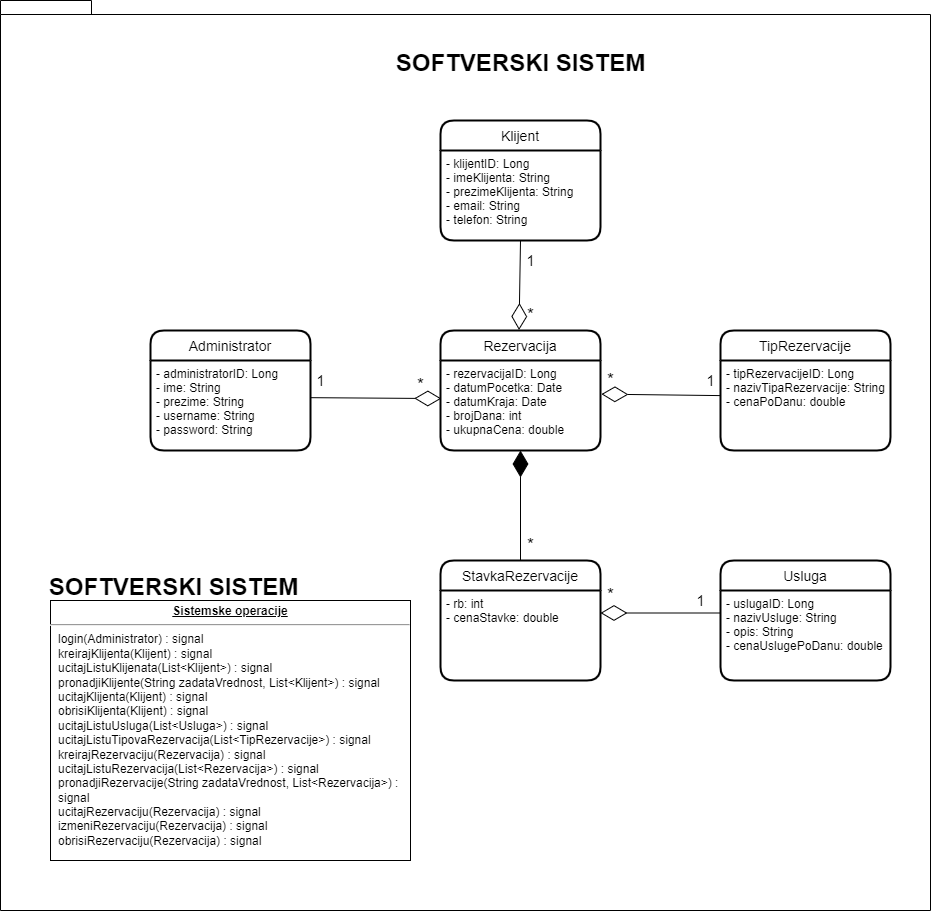 SOFTVERSKI SISTEM
Klijent
- klijentID: Long
- imeKlijenta: String
- prezimeKlijenta: String
- email: String
- telefon: String
1
*
Administrator
- administratorID: Long
- ime: String
- prezime: String
- username: String
- password: String
1
*
Rezervacija
- rezervacijaID: Long
- datumPocetka: Date
- datumKraja: Date
- brojDana: int
- ukupnaCena: double
*
1
TipRezervacije
- tipRezervacijeID: Long
- nazivTipaRezervacije: String
- cenaPoDanu: double
*
StavkaRezervacije
- rb: int
- cenaStavke: double
*
1
Usluga
- uslugaID: Long
- nazivUsluge: String
- opis: String
- cenaUslugePoDanu: double
SOFTVERSKI SISTEM
Sistemske operacije
login(Administrator) : signal
kreirajKlijenta(Klijent) : signal
ucitajListuKlijenata(List<Klijent>) : signal
pronadjiKlijente(String zadataVrednost, List<Klijent>) : signal
ucitajKlijenta(Klijent) : signal
obrisiKlijenta(Klijent) : signal
ucitajListuUsluga(List<Usluga>) : signal
ucitajListuTipovaRezervacija(List<TipRezervacije>) : signal
kreirajRezervaciju(Rezervacija) : signal
ucitajListuRezervacija(List<Rezervacija>) : signal
pronadjiRezervacije(String zadataVrednost, List<Rezervacija>) :
signal
ucitajRezervaciju(Rezervacija) : signal
izmeniRezervaciju(Rezervacija) : signal
obrisiRezervaciju(Rezervacija) : signal